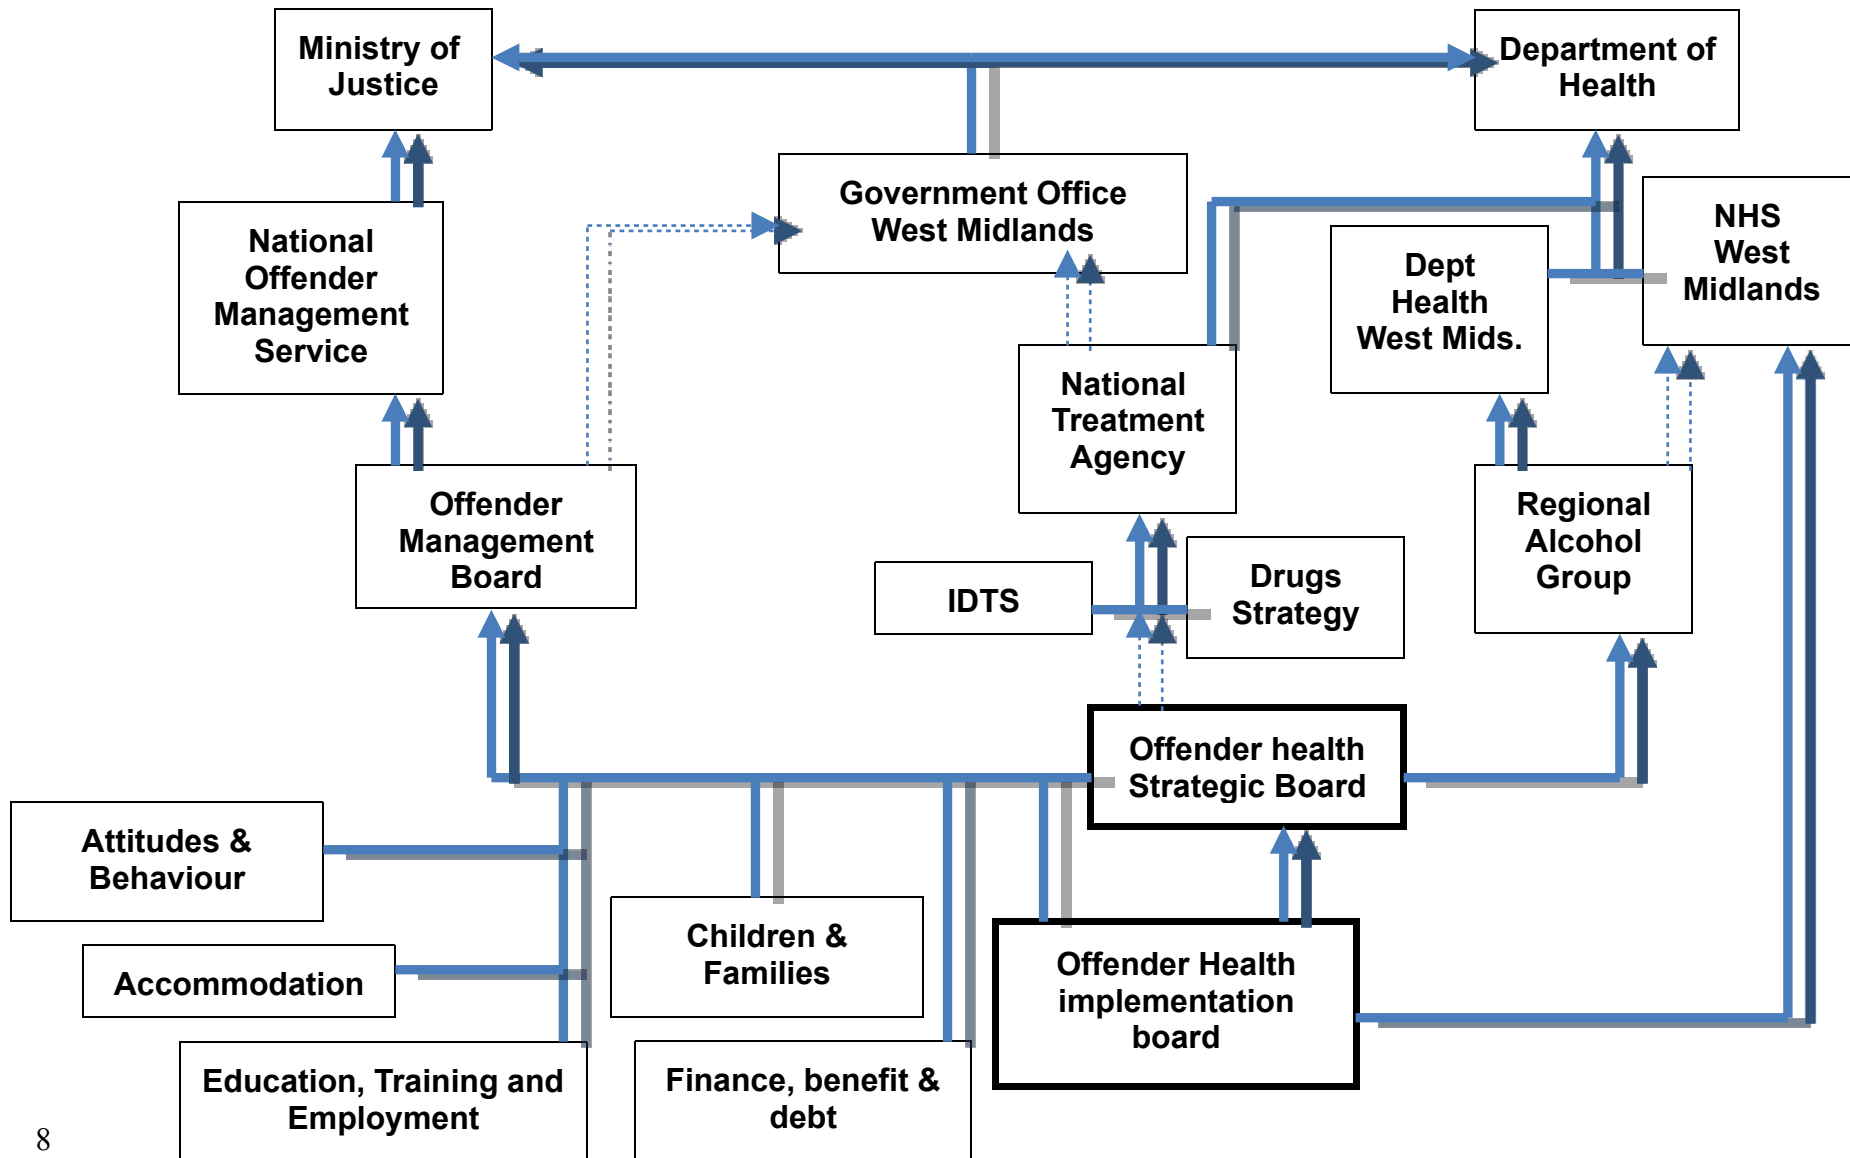 Ministry of
Justice
Department of
Health
Government Office
West Midlands
National
Offender
Management
Service
Dept
Health
West Mids.
NHS
West
Midlands
National
Treatment
Agency
Offender
Management
Board
Regional
Alcohol
Group
IDTS
Drugs
Strategy
Offender health
Strategic Board
Attitudes &
Behaviour
Children &
Families
Accommodation
Offender Health
implementation
board
Education, Training and
Employment
Finance, benefit &
debt
8